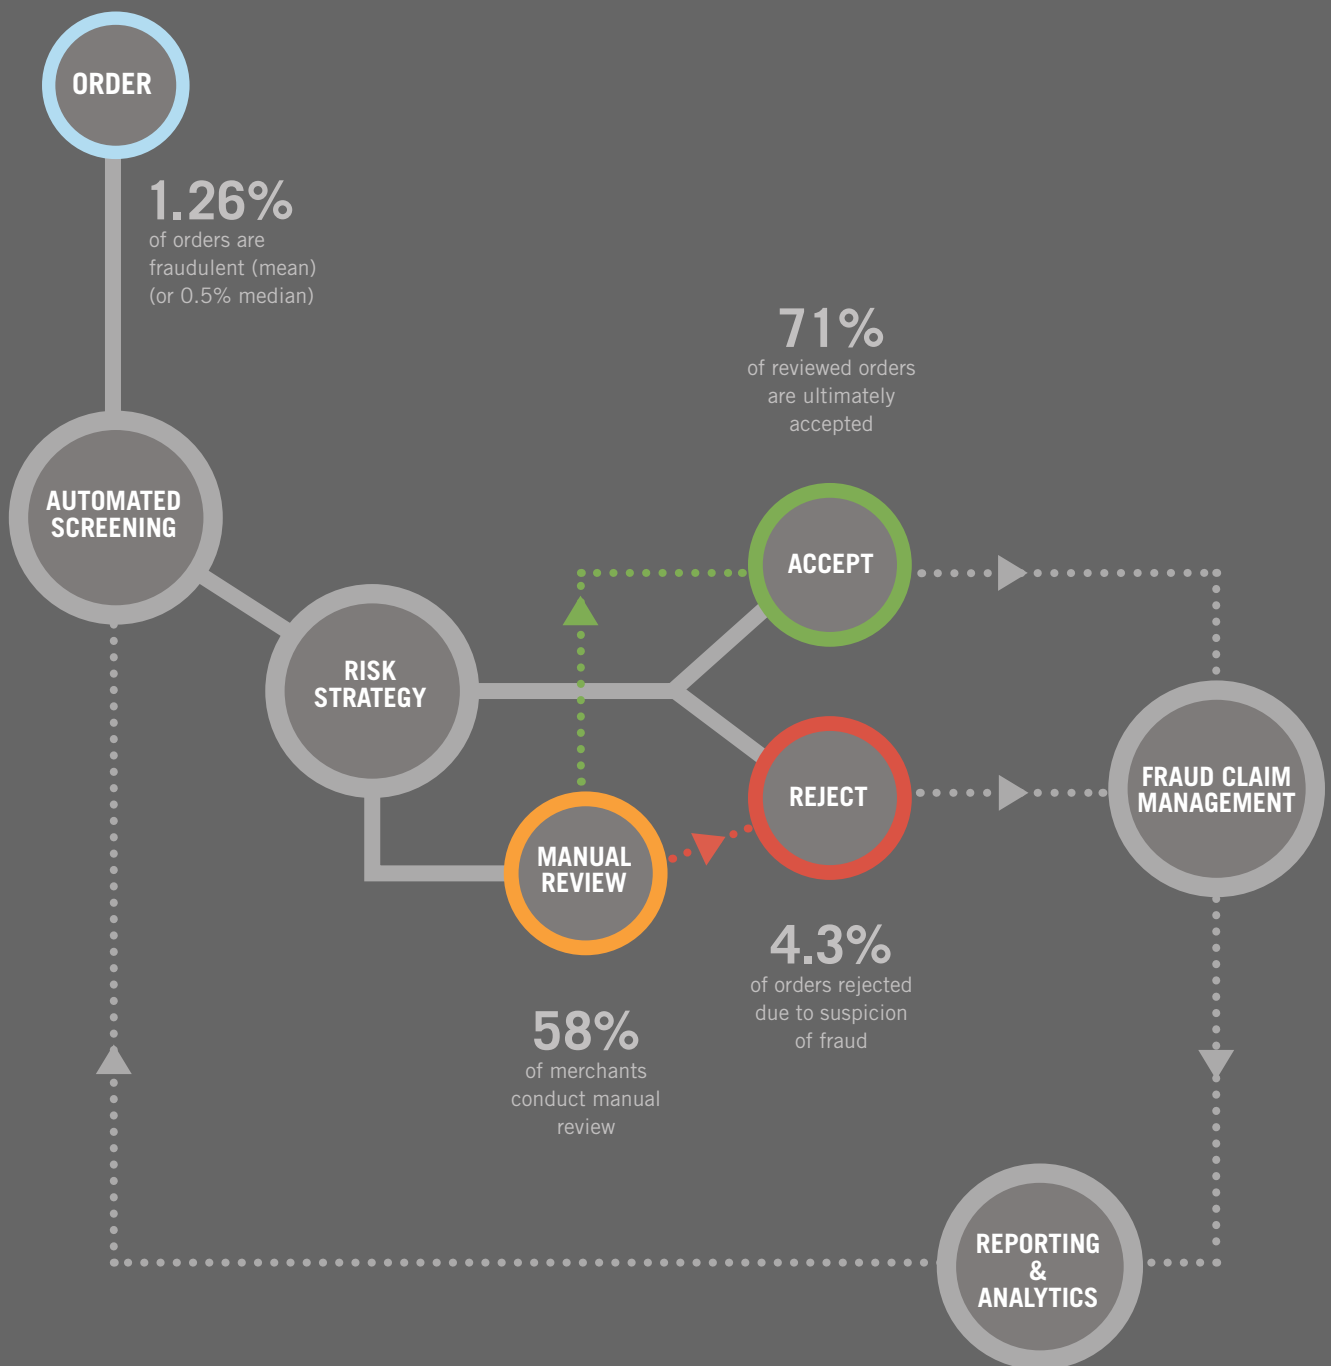 ORDER
1.26%
of orders are
fraudulent (mean)
(or 0.5% median)
71%
of reviewed orders
are ultimately
accepted
AUTOMATED
SCREENING
ACCEPT
RISK
STRATEGY
REJECT
FRAUD CLAIM
MANAGEMENT
MANUAL
REVIEW
4.3%
of orders rejected
due to suspicion
of fraud
58%
of merchants
conduct manual
review
REPORTING
&
ANALYTICS